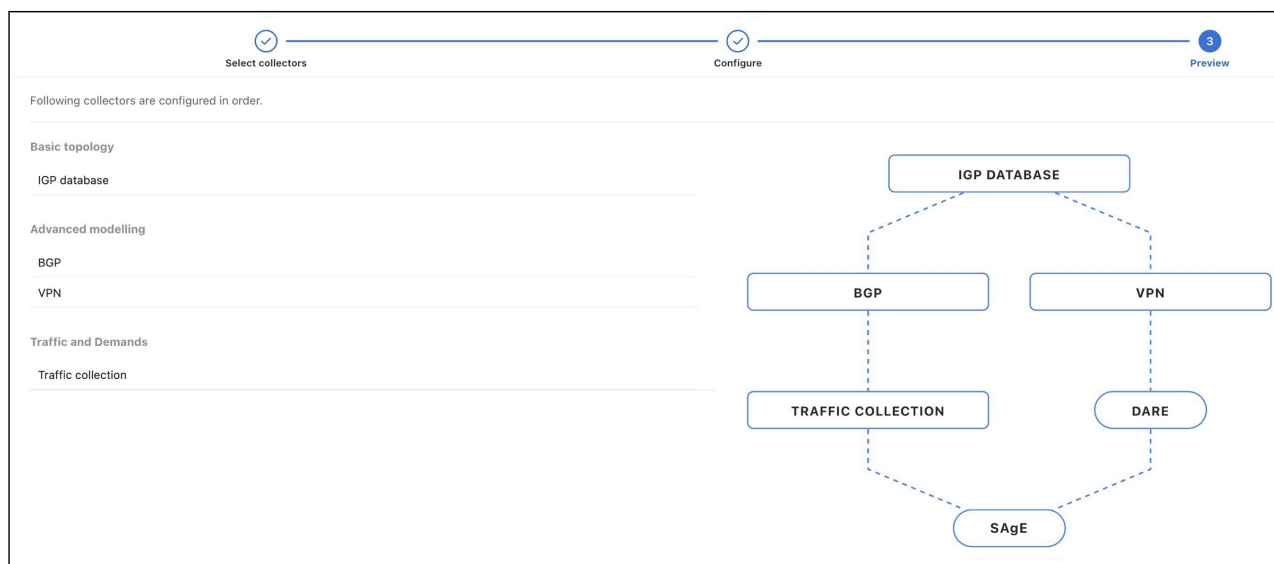 3
Select collectors
Configure
Preview
Following collectors are configured in order.
Basic topology
IGP database
Advanced modelling
BGP
VPN
Traffic and Demands
Traffic collection
IGP DATABASE
BGP
VPN
TRAFFIC COLLECTION
DARE
SAgE